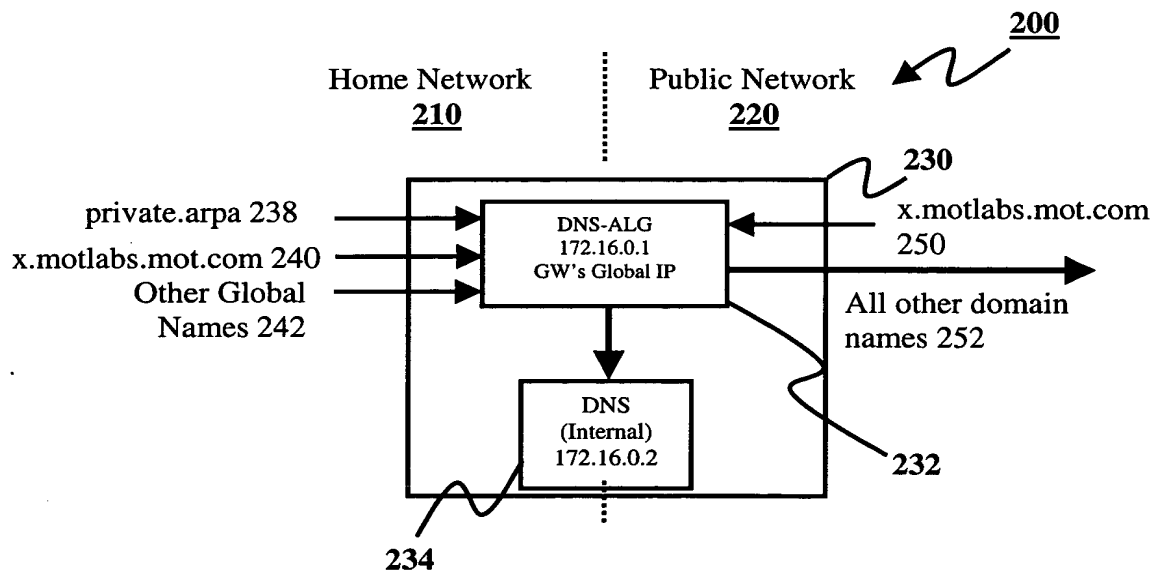 200
Home Network
210
Public Network
220
230
private.arpa 238
x.motlabs.mot.com 240
Other Global
Names 242
DNS-ALG
172.16.0.1
GW's Global IP
x.motlabs.mot.com
250
All other domain
names 252
DNS
(Internal)
172.16.0.2
232
234